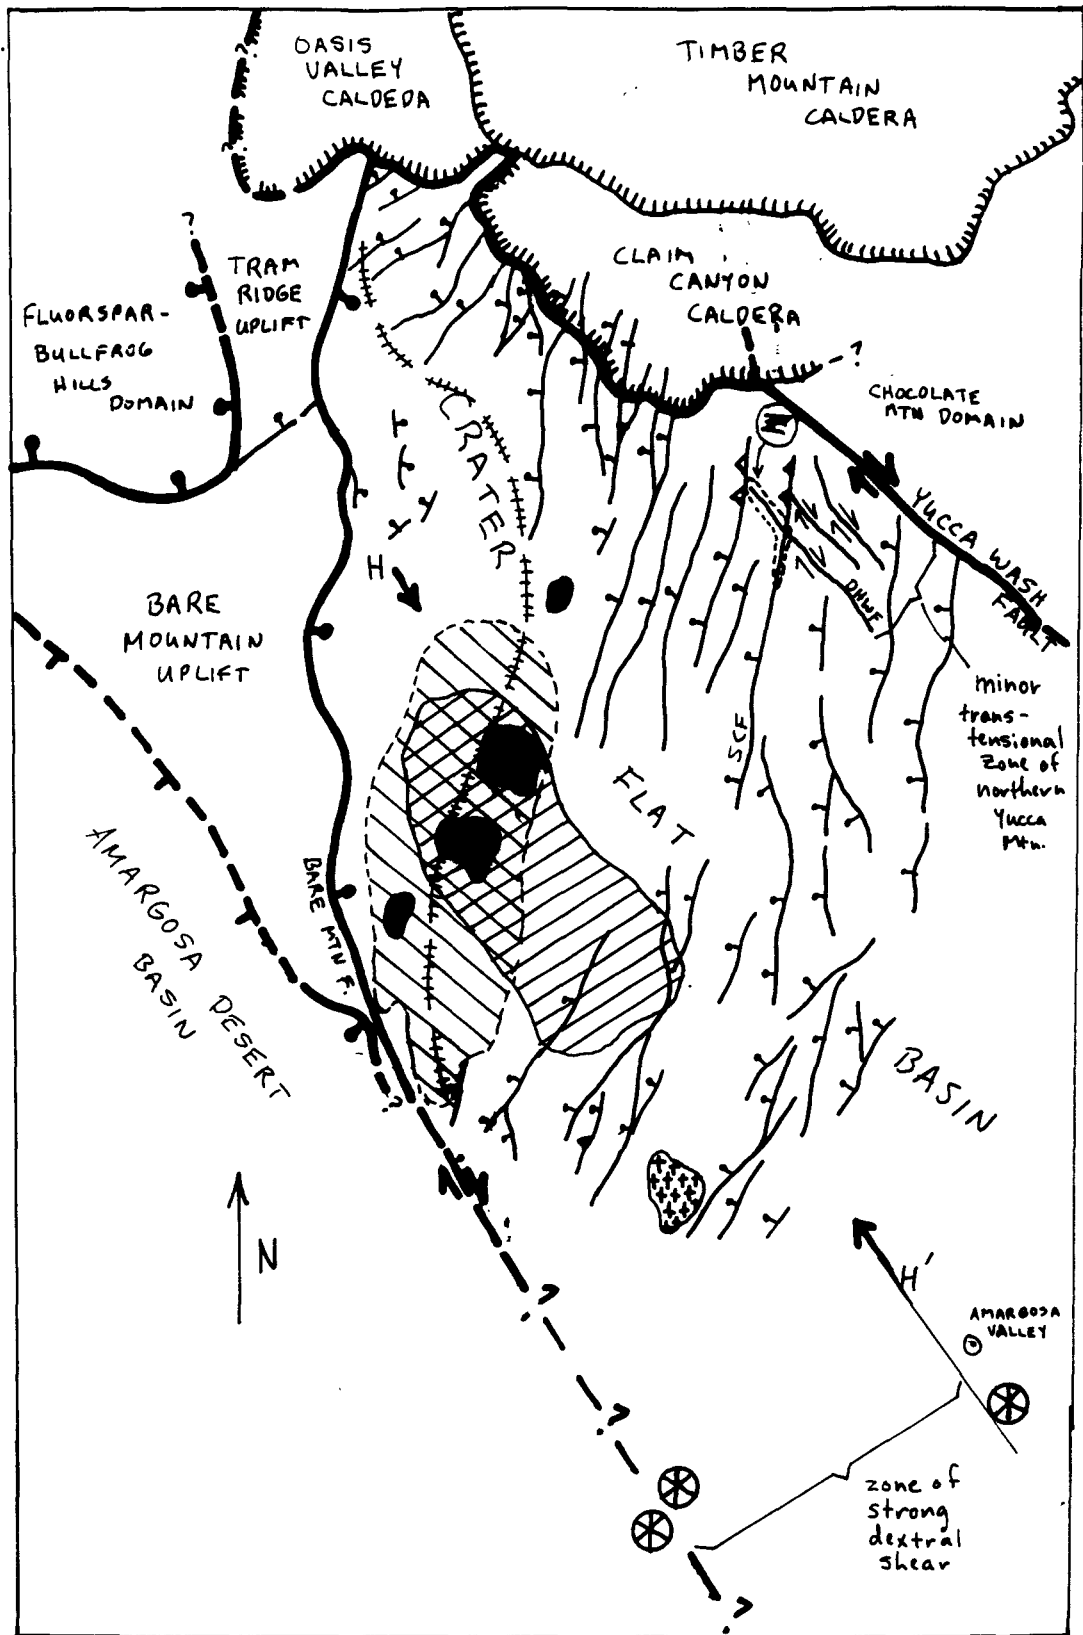 OASIS
VALLEY
CALDEDA
TIMBER
MOUNTAIN
CALDERA
?
?
?
TRAM
RIDGE
UPLIFT
CLAIM
CANYON
CALDERA
?
FLUORSPAR-
BULLFROG
HILLS
DOMAIN
CHOCOLATE
MTN DOMAIN
CRATER
FLAT
BASIN
YUCCA WASH
FAULT
H
DHWF
BARE
MOUNTAIN
UPLIFT
minor
trans-
tensional
zone of
northern
Yucca
Mtn.
SCF
BARE MTN F.
AMARGOSA DESERT
BASIN
?
N
H'
AMARGOSA
VALLEY
?
?
?
zone of
strong
dextral
shear